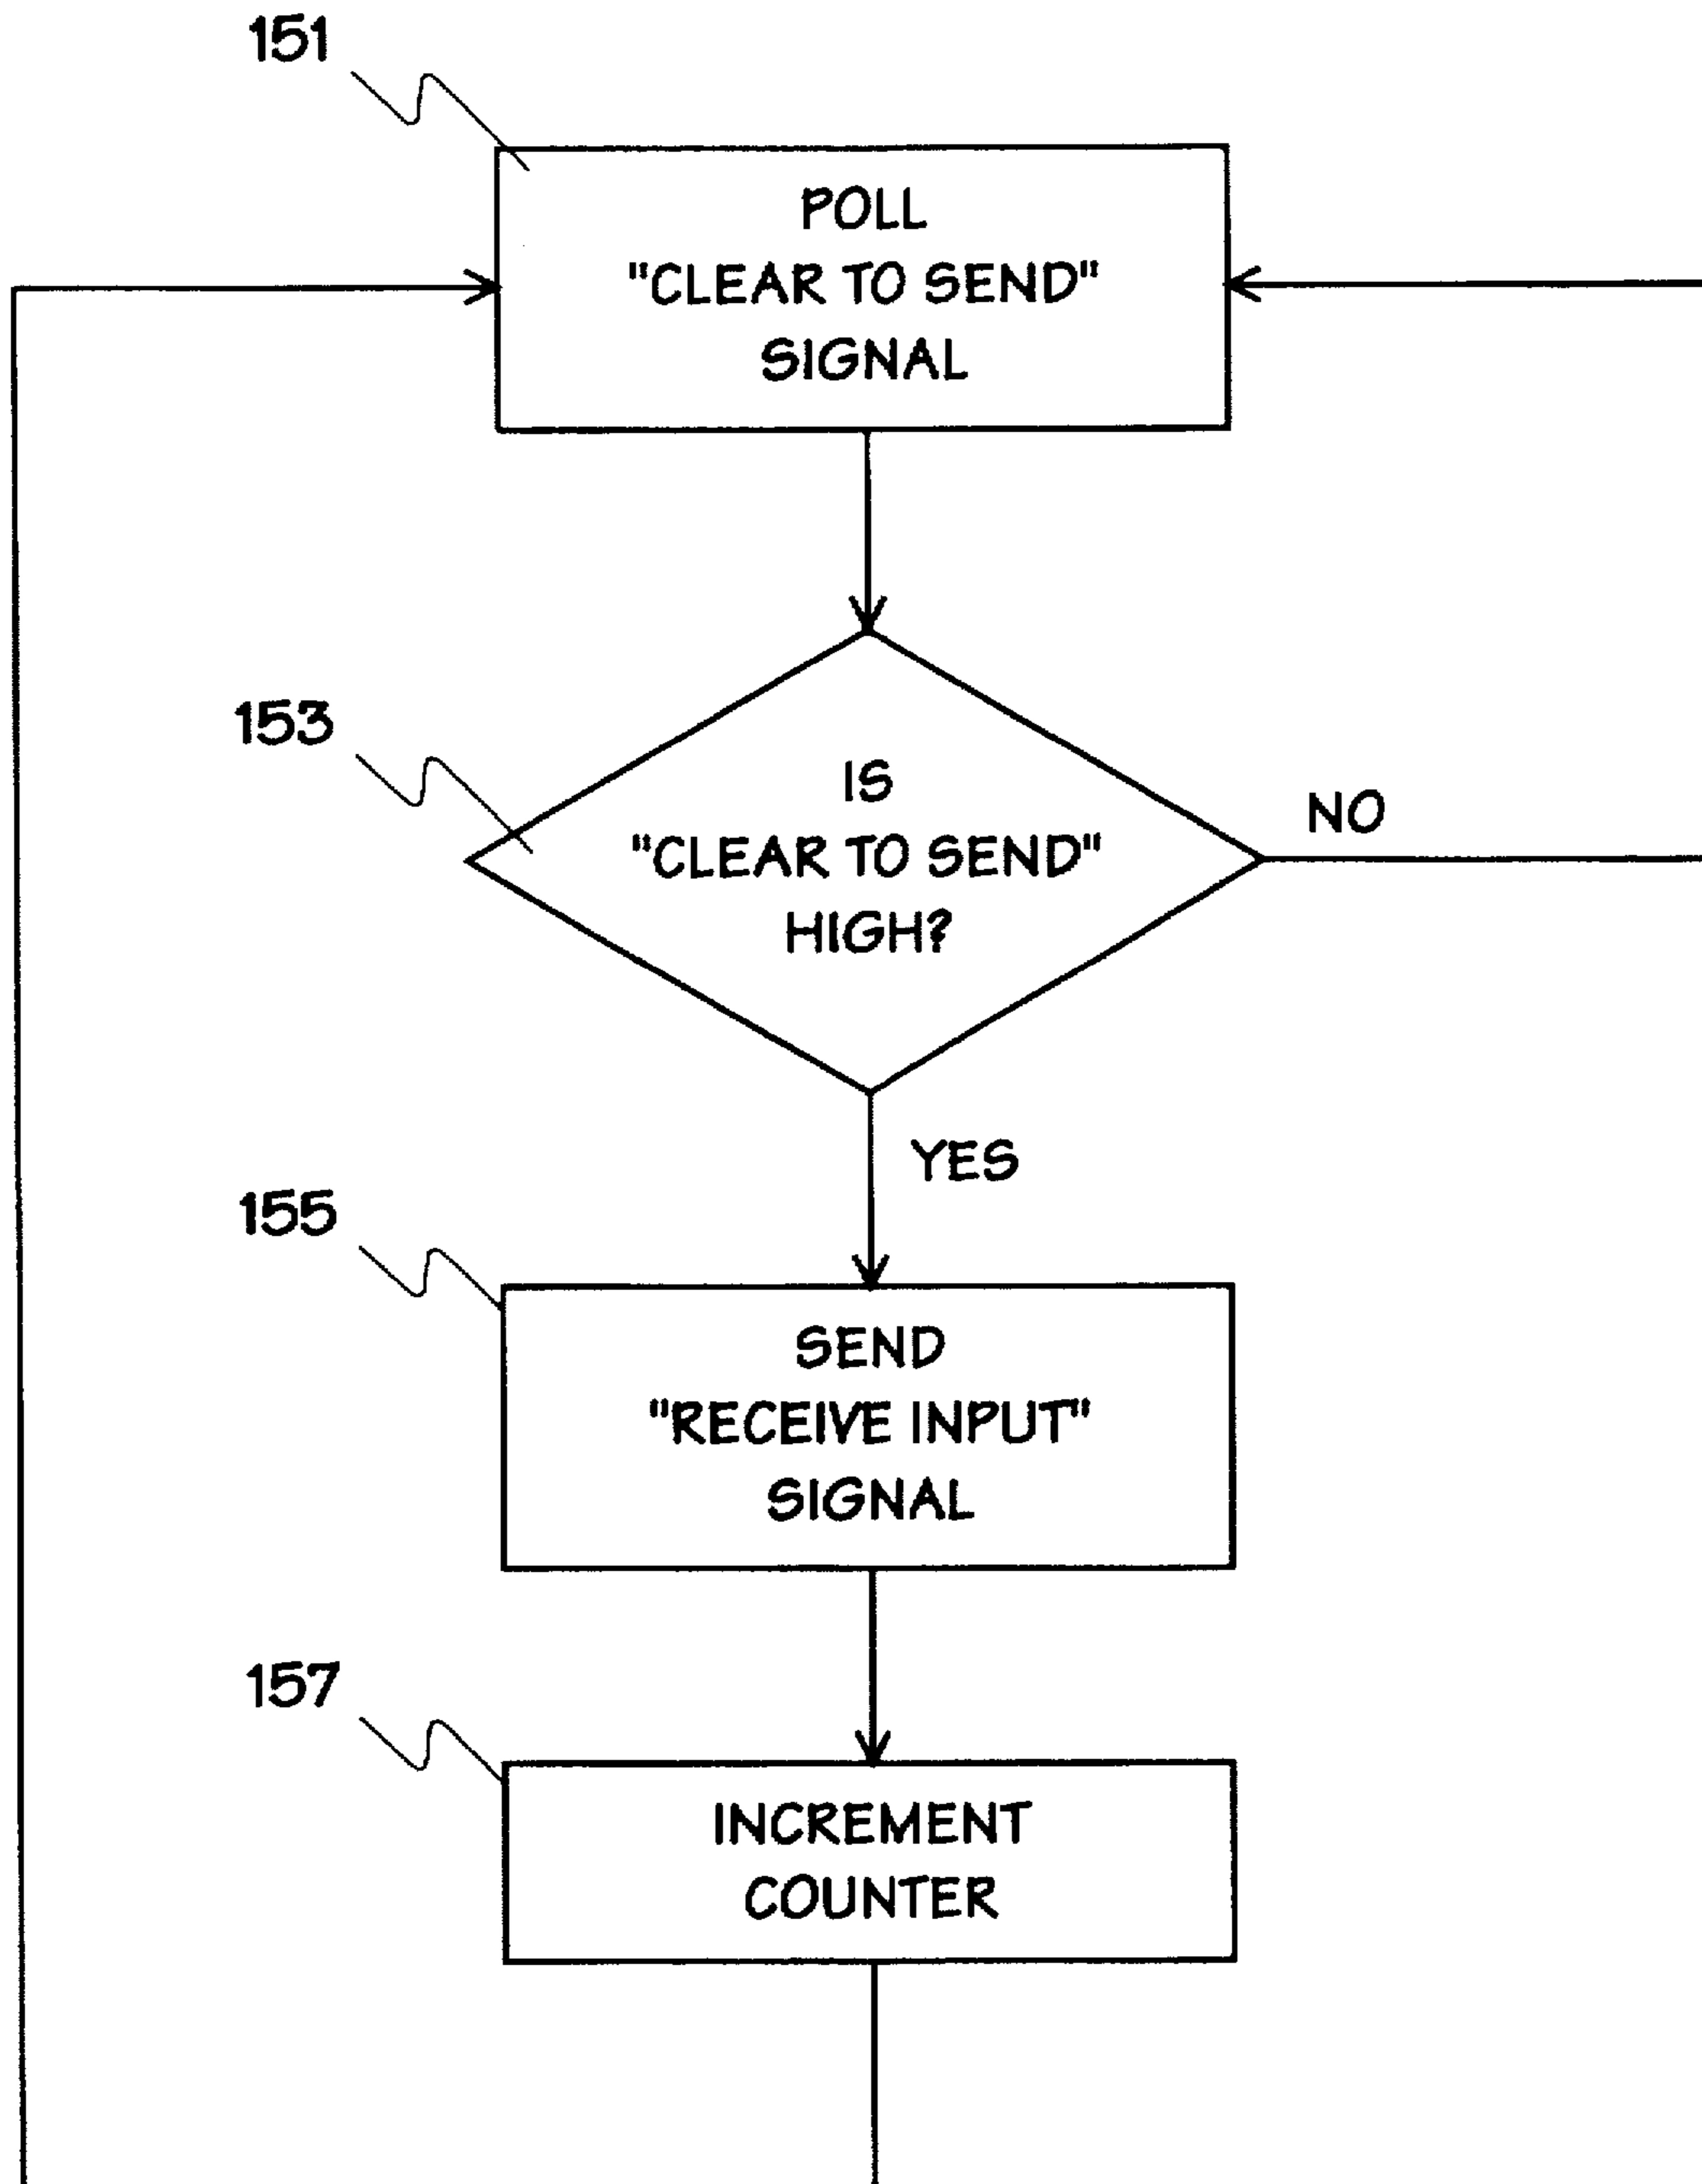 151
POLL
"CLEAR TO SEND"
SIGNAL
153
IS
"CLEAR TO SEND"
HIGH?
NO
YES
155
SEND
"RECEIVE INPUT"
SIGNAL
157
INCREMENT
COUNTER